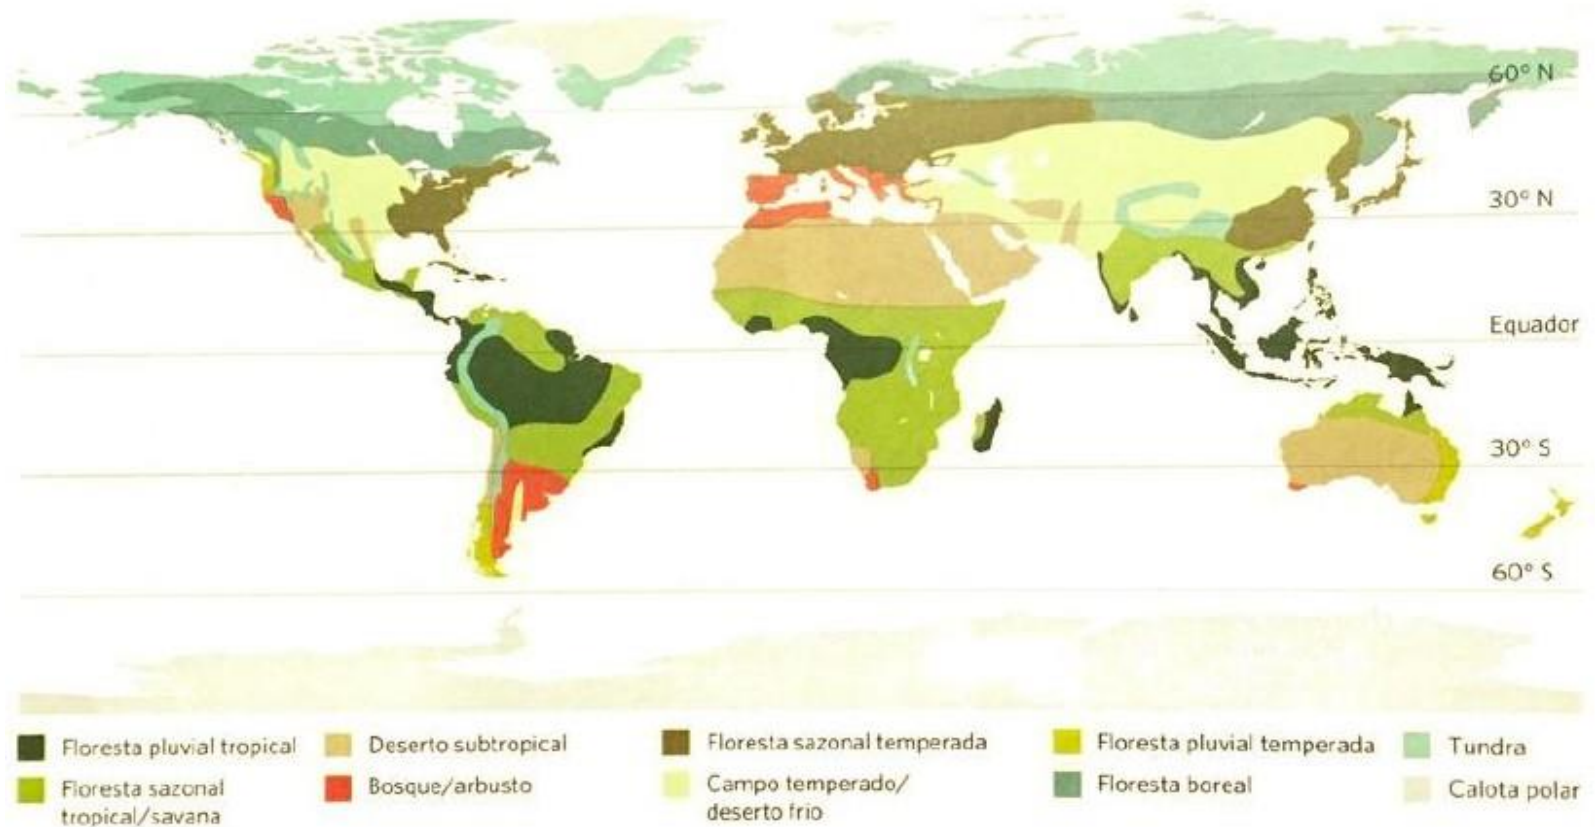 60° N
30° N
Equador
30° S
60° S
Floresta pluvial tropical
Deserto subtropical
Floresta sazonal temperada
Floresta pluvial temperada
Tundra
Floresta sazonal
tropical/savana
Bosque/arbusto
Campo temperado/
deserto frio
Floresta boreal
Calota polar